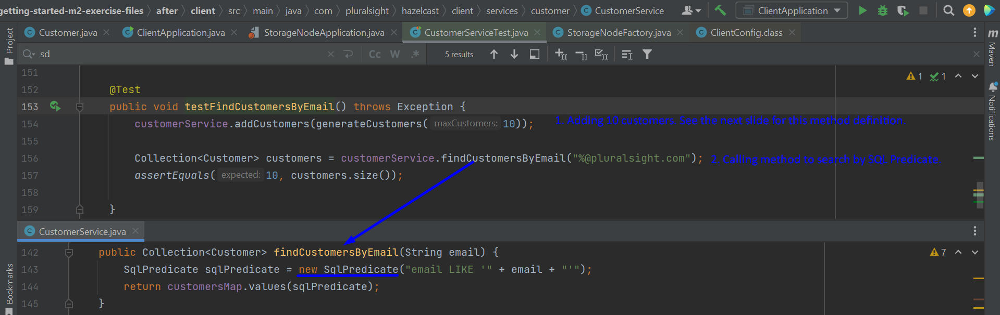 getting-started-m2-exercise-files > after > client > src > main > java > com > pluralsight > hazelcast > client > services > customer > CustomerService ClientApplication
Customer.java ClientApplication.java StorageNodeApplication.java CustomerServiceTest.java StorageNodeFactory.java ClientConfig.class
sd Cc W .* 5 results
Project
Bookmarks
Maven
Notifications
1 1
151
152 @Test
153 public void testFindCustomersByEmail() throws Exception {
154 customerService.addCustomers(generateCustomers( maxCustomers: 10));
1. Adding 10 customers. See the next slide for this method definition.
155
156 Collection<Customer> customers = customerService.findCustomersByEmail("%@pluralsight.com");
2. Calling method to search by SQL Predicate.
157 assertEquals( expected: 10, customers.size());
158
159 }
CustomerService.java
7
142 public Collection<Customer> findCustomersByEmail(String email) {
143 SqlPredicate sqlPredicate = new SqlPredicate("email LIKE '" + email + "'");
144 return customersMap.values(sqlPredicate);
145 }